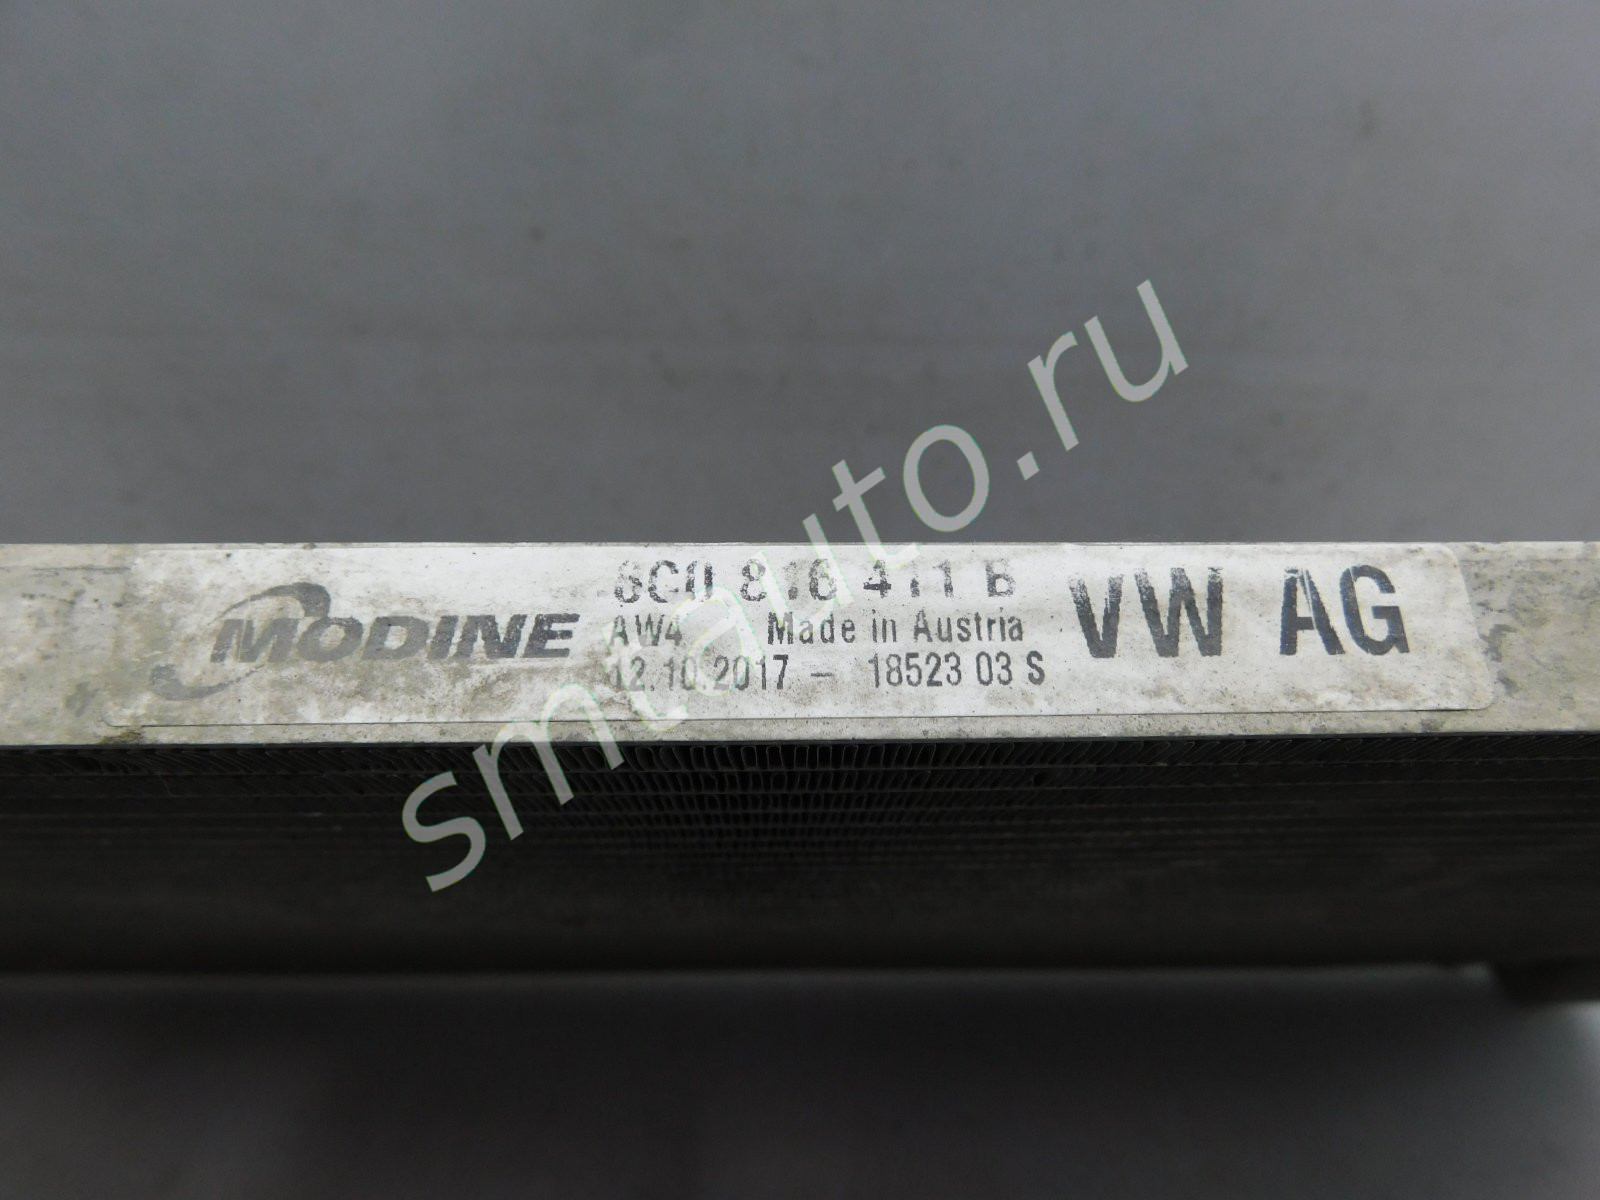 6C0 816 411 B
MODINE
AW4 Made in Austria
VW AG
12.10.2017 - 18523 03 S
smtauto.ru